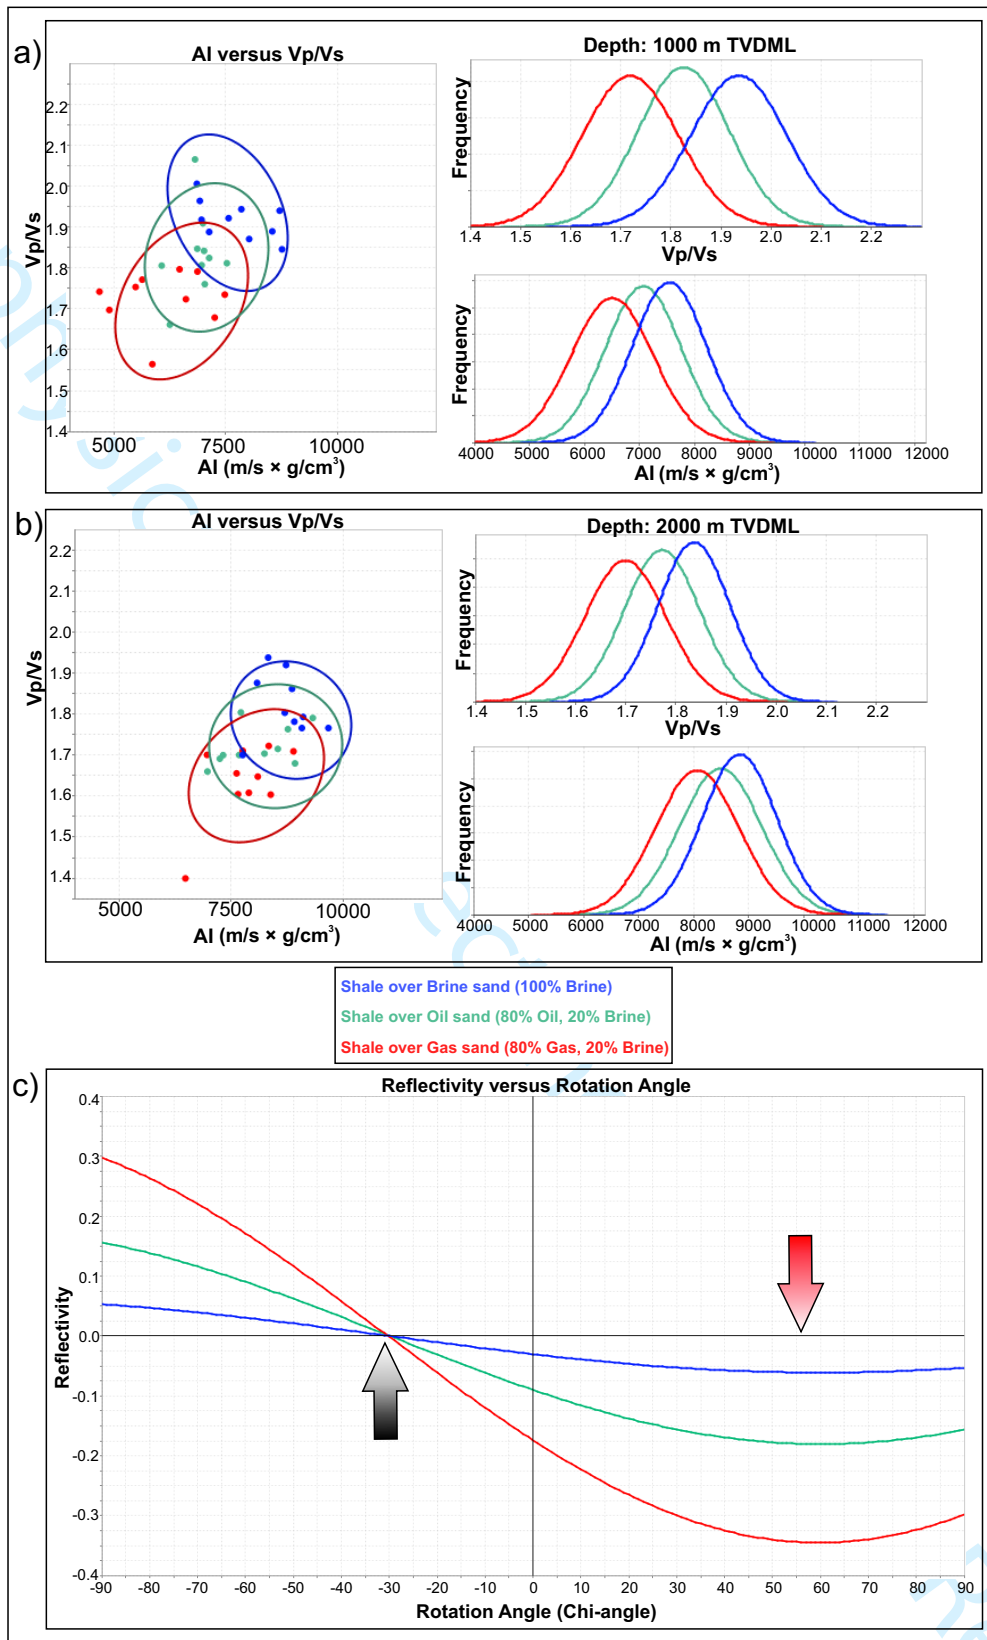 a)
AI versus Vp/Vs
Vp/Vs
2.2
2.1
2.0
1.9
1.8
1.7
1.6
1.5
1.4
5000 7500 10000
AI (m/s × g/cm³)
Depth: 1000 m TVDML
Frequency
1.4 1.5 1.6 1.7 1.8 1.9 2.0 2.1 2.2
Vp/Vs
Frequency
4000 5000 6000 7000 8000 9000 10000 11000 12000
AI (m/s × g/cm³)
b)
AI versus Vp/Vs
Vp/Vs
2.2
2.1
2.0
1.9
1.8
1.7
1.6
1.5
1.4
5000 7500 10000
AI (m/s × g/cm³)
Depth: 2000 m TVDML
Frequency
1.4 1.5 1.6 1.7 1.8 1.9 2.0 2.1 2.2
Vp/Vs
Frequency
4000 5000 6000 7000 8000 9000 10000 11000 12000
AI (m/s × g/cm³)
Shale over Brine sand (100% Brine)
Shale over Oil sand (80% Oil, 20% Brine)
Shale over Gas sand (80% Gas, 20% Brine)
c)
Reflectivity versus Rotation Angle
Reflectivity
0.4
0.3
0.2
0.1
0.0
-0.1
-0.2
-0.3
-0.4
-90 -80 -70 -60 -50 -40 -30 -20 -10 0 10 20 30 40 50 60 70 80 90
Rotation Angle (Chi-angle)